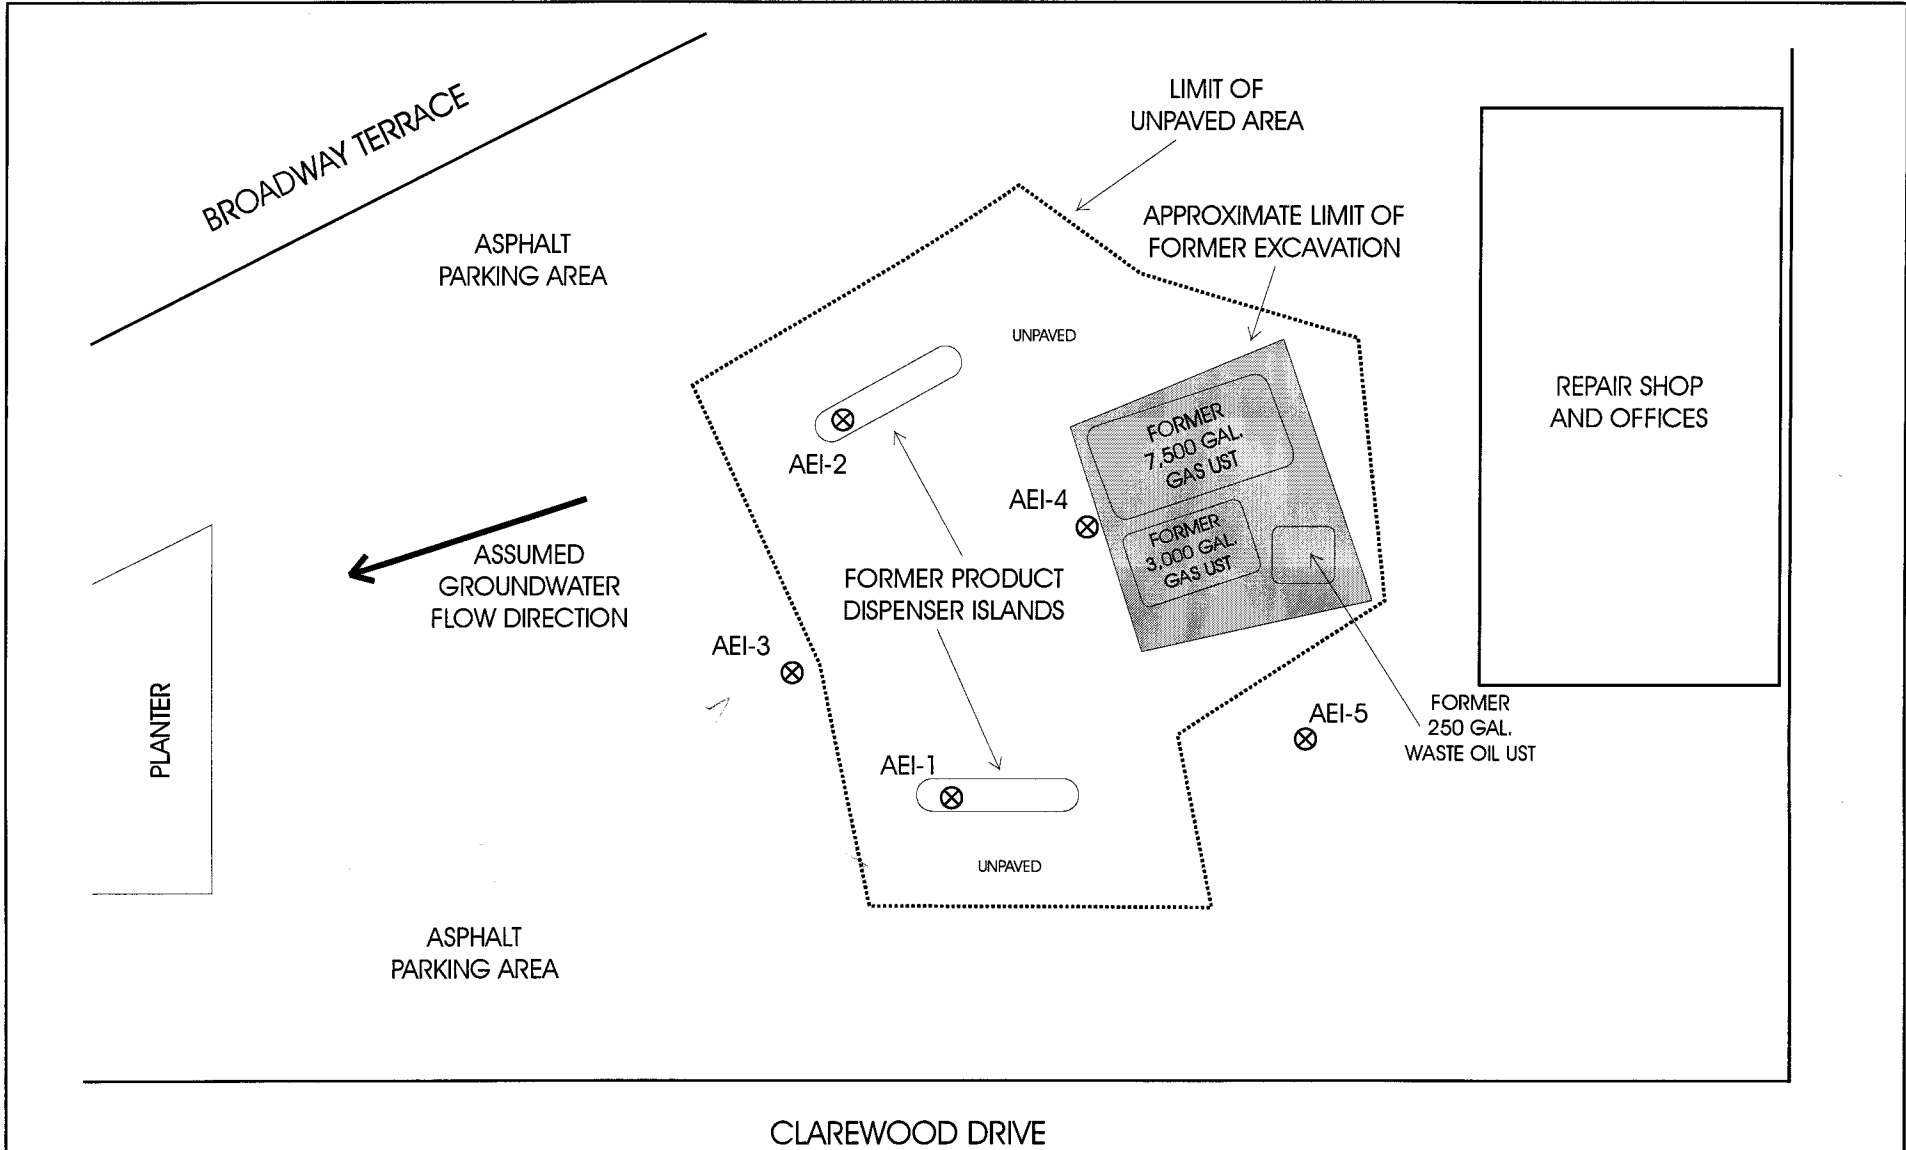 LIMIT OF
UNPAVED AREA
BROADWAY TERRACE
APPROXIMATE LIMIT OF
FORMER EXCAVATION
ASPHALT
PARKING AREA
UNPAVED
REPAIR SHOP
AND OFFICES
FORMER
7,500 GAL.
GAS UST
AEI-2
AEI-4
FORMER
3,000 GAL.
GAS UST
ASSUMED
GROUNDWATER
FLOW DIRECTION
FORMER PRODUCT
DISPENSER ISLANDS
AEI-3
PLANTER
AEI-5
FORMER
250 GAL.
WASTE OIL UST
AEI-1
UNPAVED
ASPHALT
PARKING AREA
CLAREWOOD DRIVE